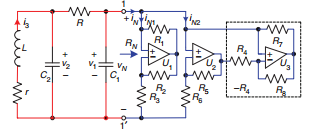 i3
R
1
+iN
iN1
iN2
L
C2
v2
v1
C1
RN
vN
R1
U1
R2
R3
U2
R5
R6
R4
-R4
R7
U3
R8
r
1'